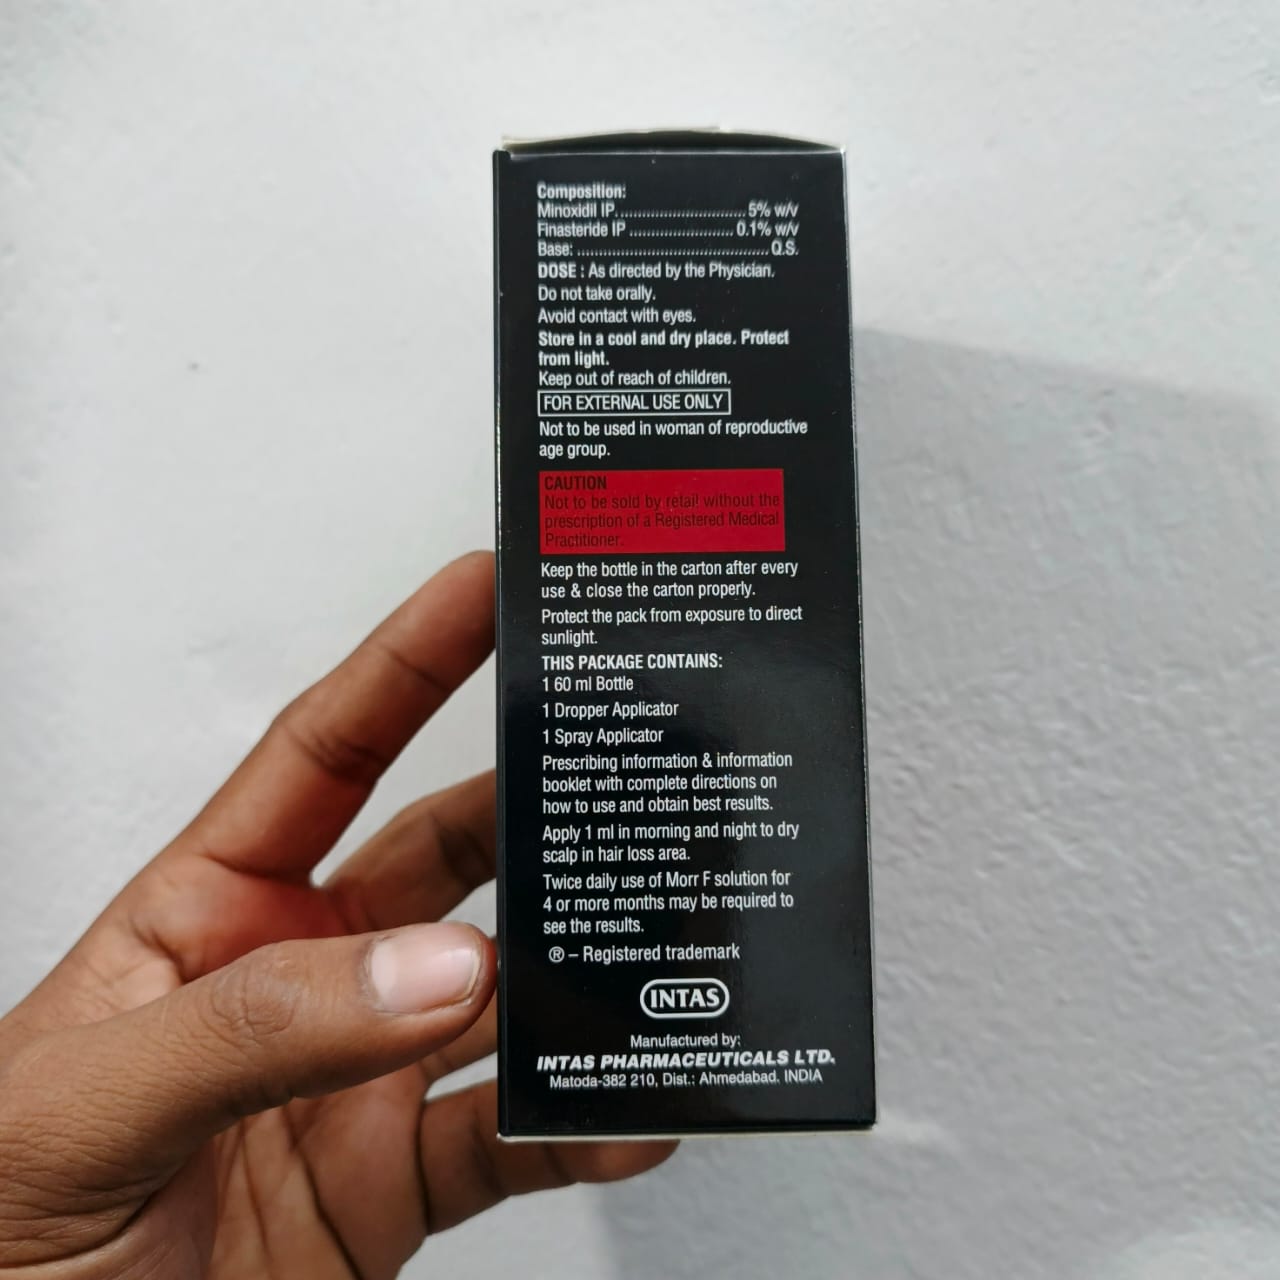 Composition:
Minoxidil IP..............................5% w/v
Finasteride IP ........................0.1% w/v
Base: ............................................Q.S.
DOSE : As directed by the Physician.
Do not take orally.
Avoid contact with eyes.
Store in a cool and dry place. Protect
from light.
Keep out of reach of children.
FOR EXTERNAL USE ONLY
Not to be used in woman of reproductive
age group.
CAUTION
Not to be sold by retail without the
prescription of a Registered Medical
Practitioner.
Keep the bottle in the carton after every
use & close the carton properly.
Protect the pack from exposure to direct
sunlight.
THIS PACKAGE CONTAINS:
1 60 ml Bottle
1 Dropper Applicator
1 Spray Applicator
Prescribing information & information
booklet with complete directions on
how to use and obtain best results.
Apply 1 ml in morning and night to dry
scalp in hair loss area.
Twice daily use of Morr F solution for
4 or more months may be required to
see the results.
® – Registered trademark
INTAS
Manufactured by:
INTAS PHARMACEUTICALS LTD.
Matoda-382 210, Dist.: Ahmedabad. INDIA